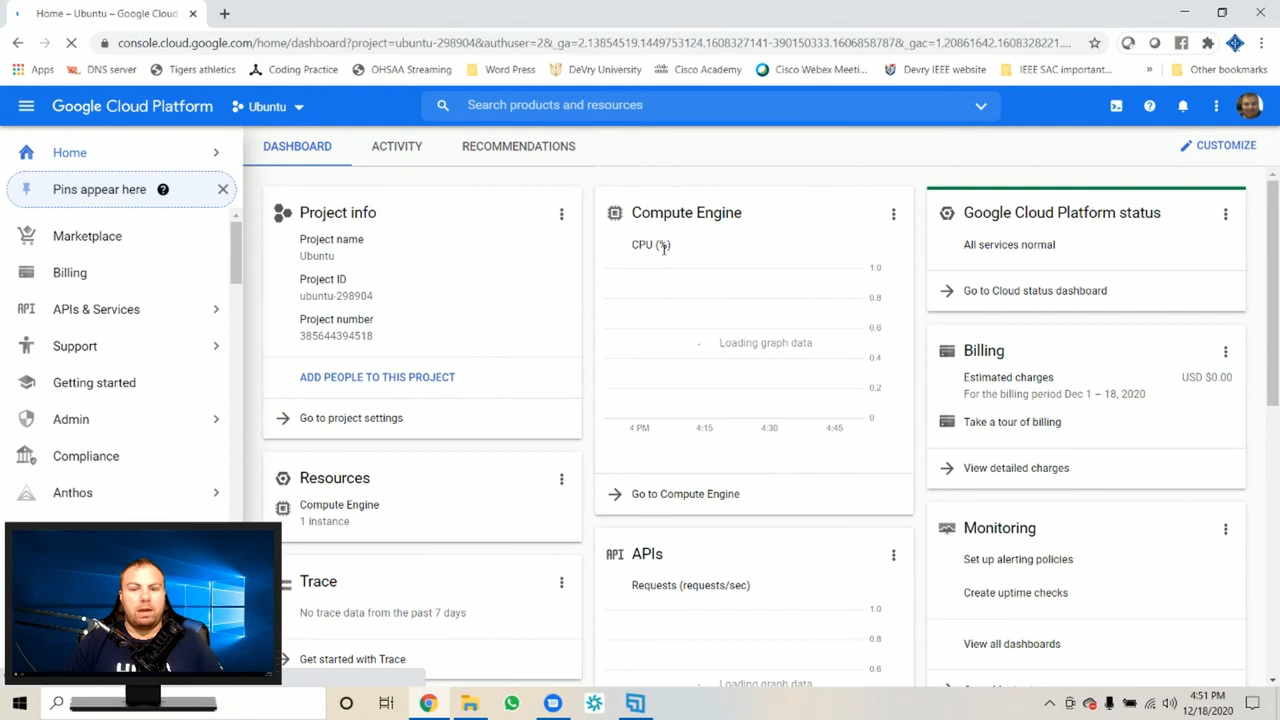 Home – Ubuntu – Google Cloud
console.cloud.google.com/home/dashboard?project=ubuntu-298904&authuser=2&_ga=2.13854519.1449753124.1608327141-390150333.1606858787&_gac=1.20861642.1608328221....
Apps
DNS server
Tigers athletics
Coding Practice
OHSAA Streaming
Word Press
DeVry University
Cisco Academy
Cisco Webex Meeti...
Devry IEEE website
IEEE SAC important...
»
Other bookmarks
Google Cloud Platform
Ubuntu
Search products and resources
Home
Pins appear here
Marketplace
Billing
API APIs & Services
Support
Getting started
Admin
Compliance
Anthos
DASHBOARD
ACTIVITY
RECOMMENDATIONS
CUSTOMIZE
Project info
Project name
Ubuntu
Project ID
ubuntu-298904
Project number
385644394518
ADD PEOPLE TO THIS PROJECT
Go to project settings
Resources
Compute Engine
1 instance
Trace
No trace data from the past 7 days
Get started with Trace
Compute Engine
CPU (%)
1.0
0.8
0.6
Loading graph data
0.4
0.2
0
4 PM 4:15 4:30 4:45
Go to Compute Engine
API APIs
Requests (requests/sec)
1.0
0.8
0.6
Loading graph data
Google Cloud Platform status
All services normal
Go to Cloud status dashboard
Billing
Estimated charges USD $0.00
For the billing period Dec 1 – 18, 2020
Take a tour of billing
View detailed charges
Monitoring
Set up alerting policies
Create uptime checks
View all dashboards
4:51 PM
12/18/2020